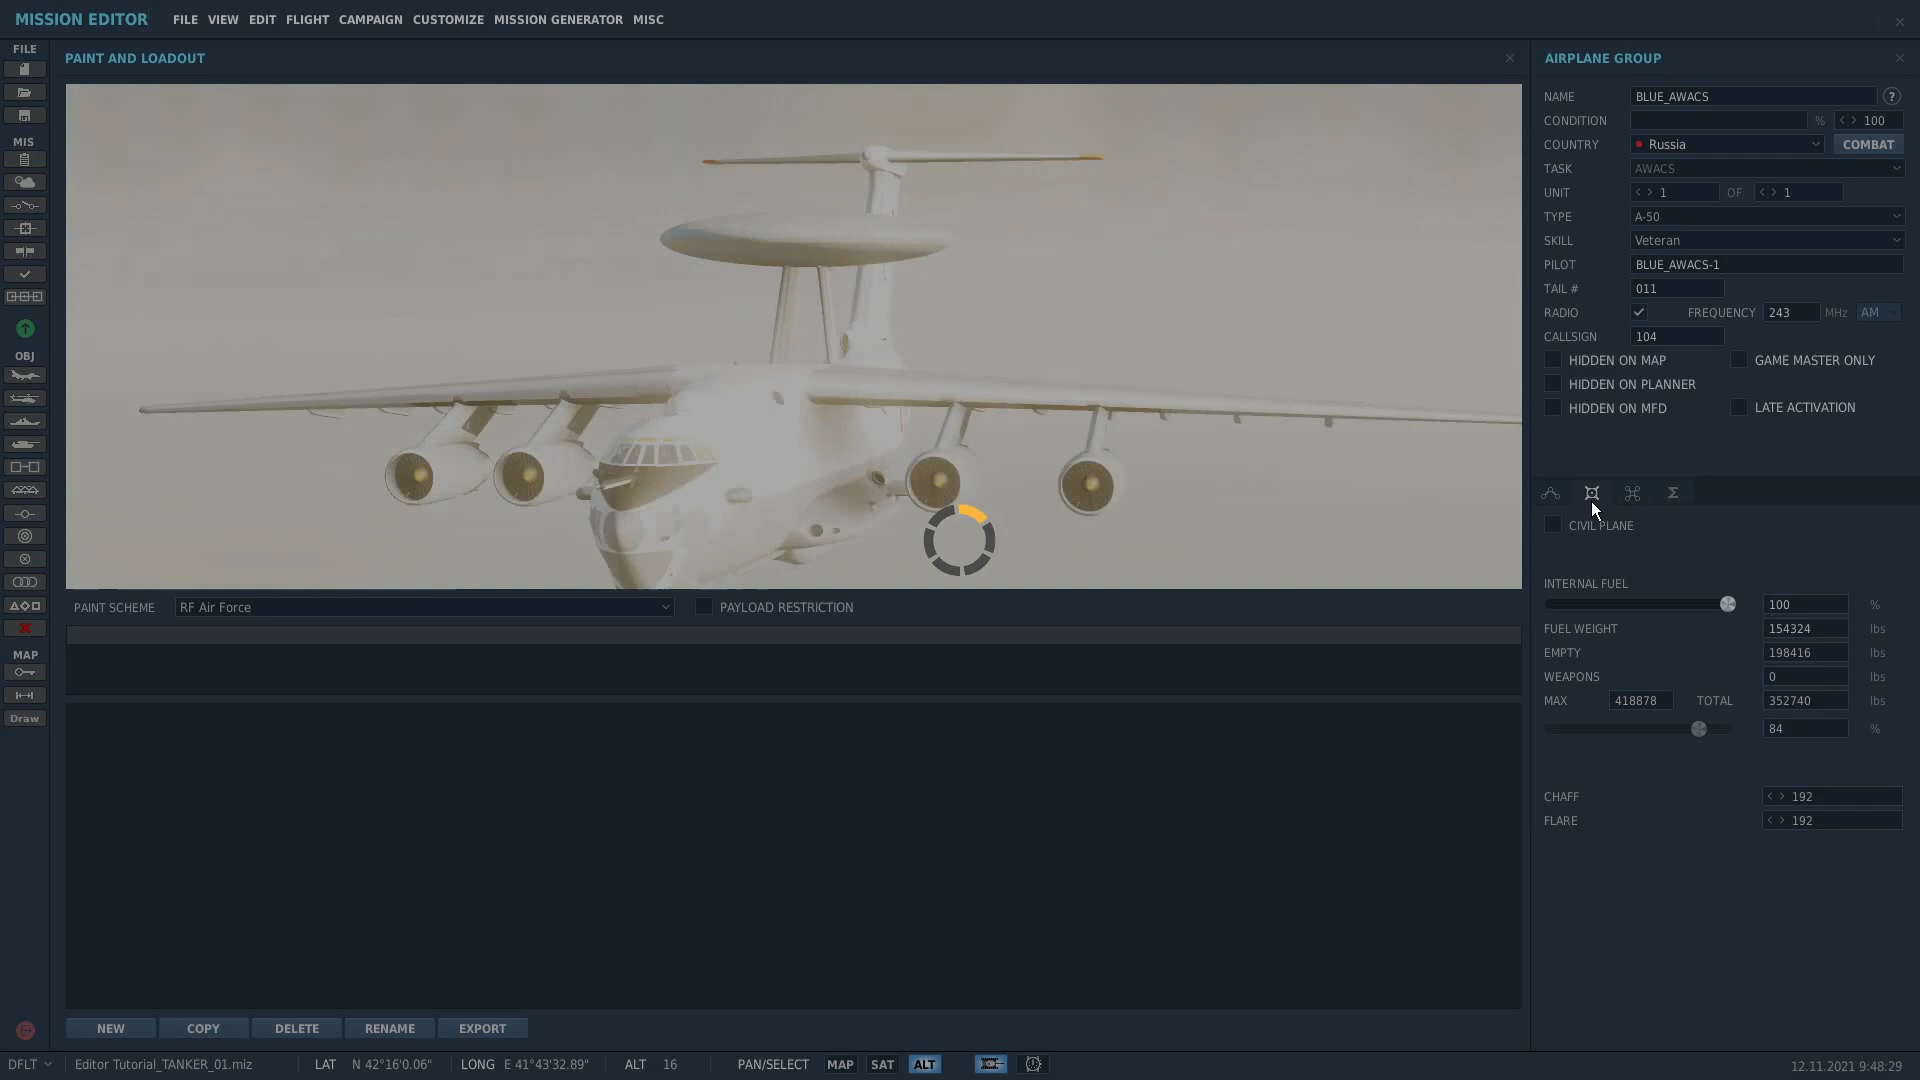 MISSION EDITOR FILE VIEW EDIT FLIGHT CAMPAIGN CUSTOMIZE MISSION GENERATOR MISC
FILE
MIS
OBJ
MAP
Draw
PAINT AND LOADOUT
PAINT SCHEME RF Air Force PAYLOAD RESTRICTION
NEW COPY DELETE RENAME EXPORT
AIRPLANE GROUP
NAME BLUE_AWACS ?
CONDITION % < > 100
COUNTRY Russia COMBAT
TASK AWACS
UNIT < > 1 OF < > 1
TYPE A-50
SKILL Veteran
PILOT BLUE_AWACS-1
TAIL # 011
RADIO FREQUENCY 243 MHz AM
CALLSIGN 104
HIDDEN ON MAP GAME MASTER ONLY
HIDDEN ON PLANNER
HIDDEN ON MFD LATE ACTIVATION
CIVIL PLANE
INTERNAL FUEL
100 %
FUEL WEIGHT 154324 lbs
EMPTY 198416 lbs
WEAPONS 0 lbs
MAX 418878 TOTAL 352740 lbs
84 %
CHAFF < > 192
FLARE < > 192
DFLT Editor Tutorial_TANKER_01.miz LAT N 42°16'0.06" LONG E 41°43'32.89" ALT 16 PAN/SELECT MAP SAT ALT 12.11.2021 9:48:29